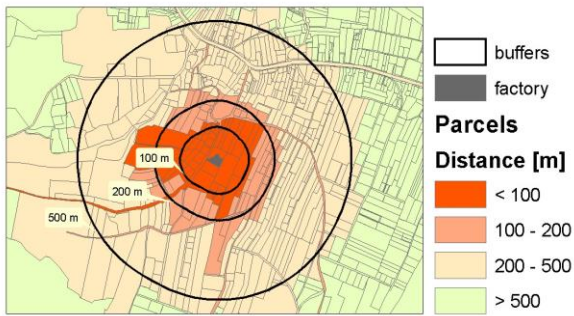 100 m
200 m
500 m
buffers
factory
Parcels
Distance [m]
< 100
100 - 200
200 - 500
> 500